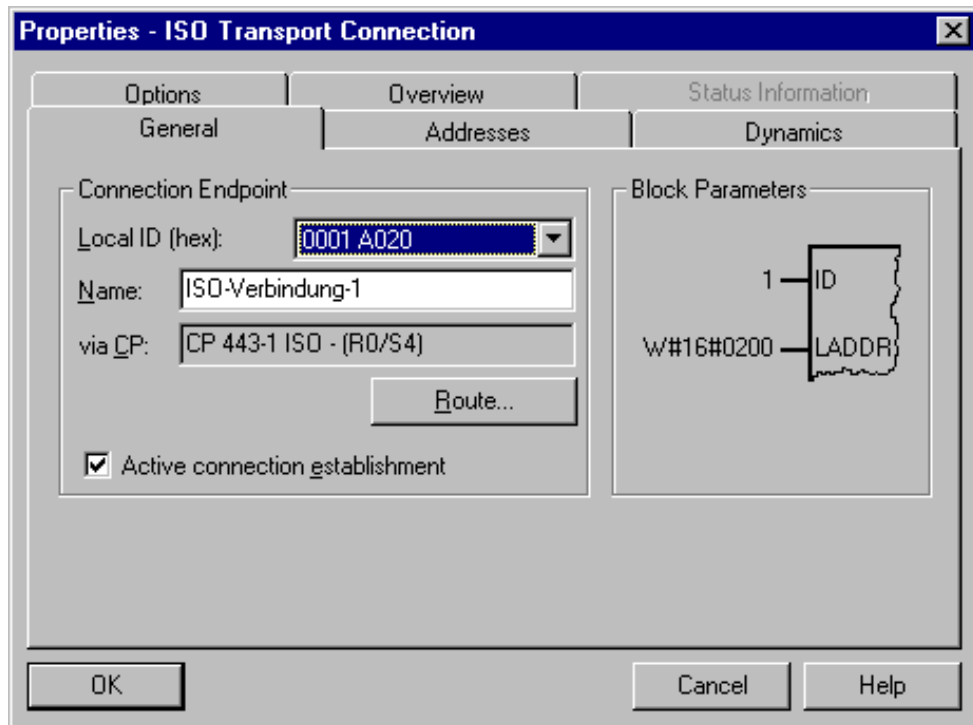 Properties - ISO Transport Connection
Options
Overview
Status Information
General
Addresses
Dynamics
Connection Endpoint
Local ID (hex):
0001 A020
Name:
ISO-Verbindung-1
via CP:
CP 443-1 ISO - (R0/S4)
Route...
Active connection establishment
Block Parameters
1
ID
W#16#0200
LADDR
OK
Cancel
Help